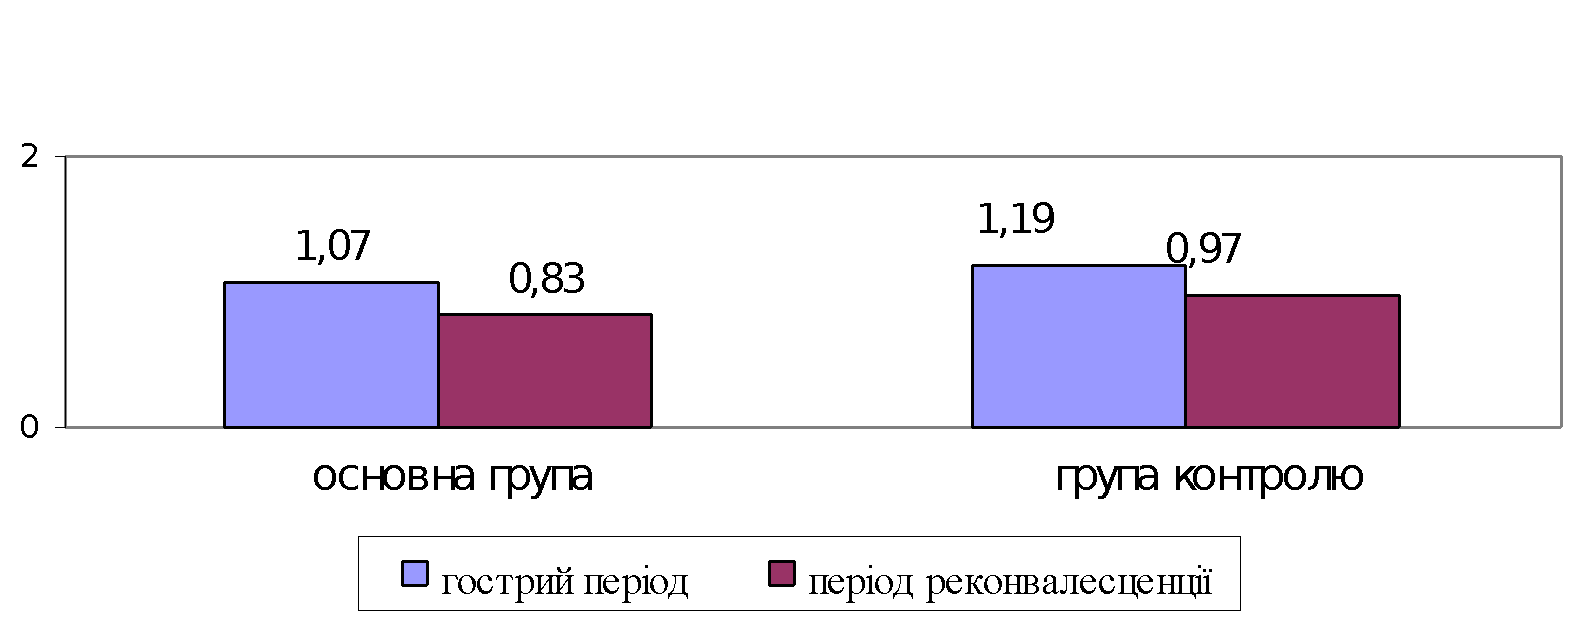 2
1,19
1,07
0,97
0,83
0
основна група
група контролю
гострий період
період реконвалесценції